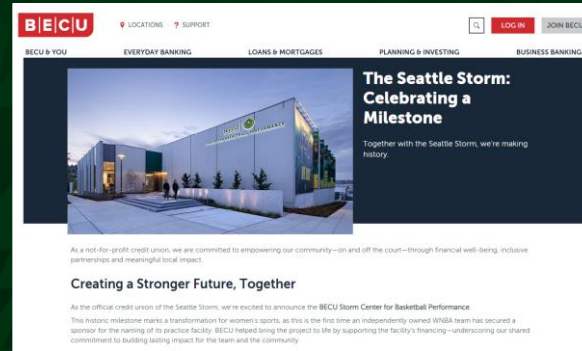 B|E|C|U
LOCATIONS ? SUPPORT
LOG IN
JOIN BECU
BECU & YOU EVERYDAY BANKING LOANS & MORTGAGES PLANNING & INVESTING BUSINESS BANKING
The Seattle Storm:
Celebrating a
Milestone
Together with the Seattle Storm, we're making
history.
As a not-for-profit credit union, we are committed to empowering our community—on and off the court—through financial well-being, inclusive
partnerships and meaningful local impact.
Creating a Stronger Future, Together
As the official credit union of the Seattle Storm, we're excited to announce the BECU Storm Center for Basketball Performance.
This historic milestone marks a transformation for women's sports, as this is the first time an independently owned WNBA team has secured a
sponsor for the naming of its practice facility. BECU helped bring the project to life by supporting the facility's financing—underscoring our shared
commitment to building lasting impact for the team and the community.